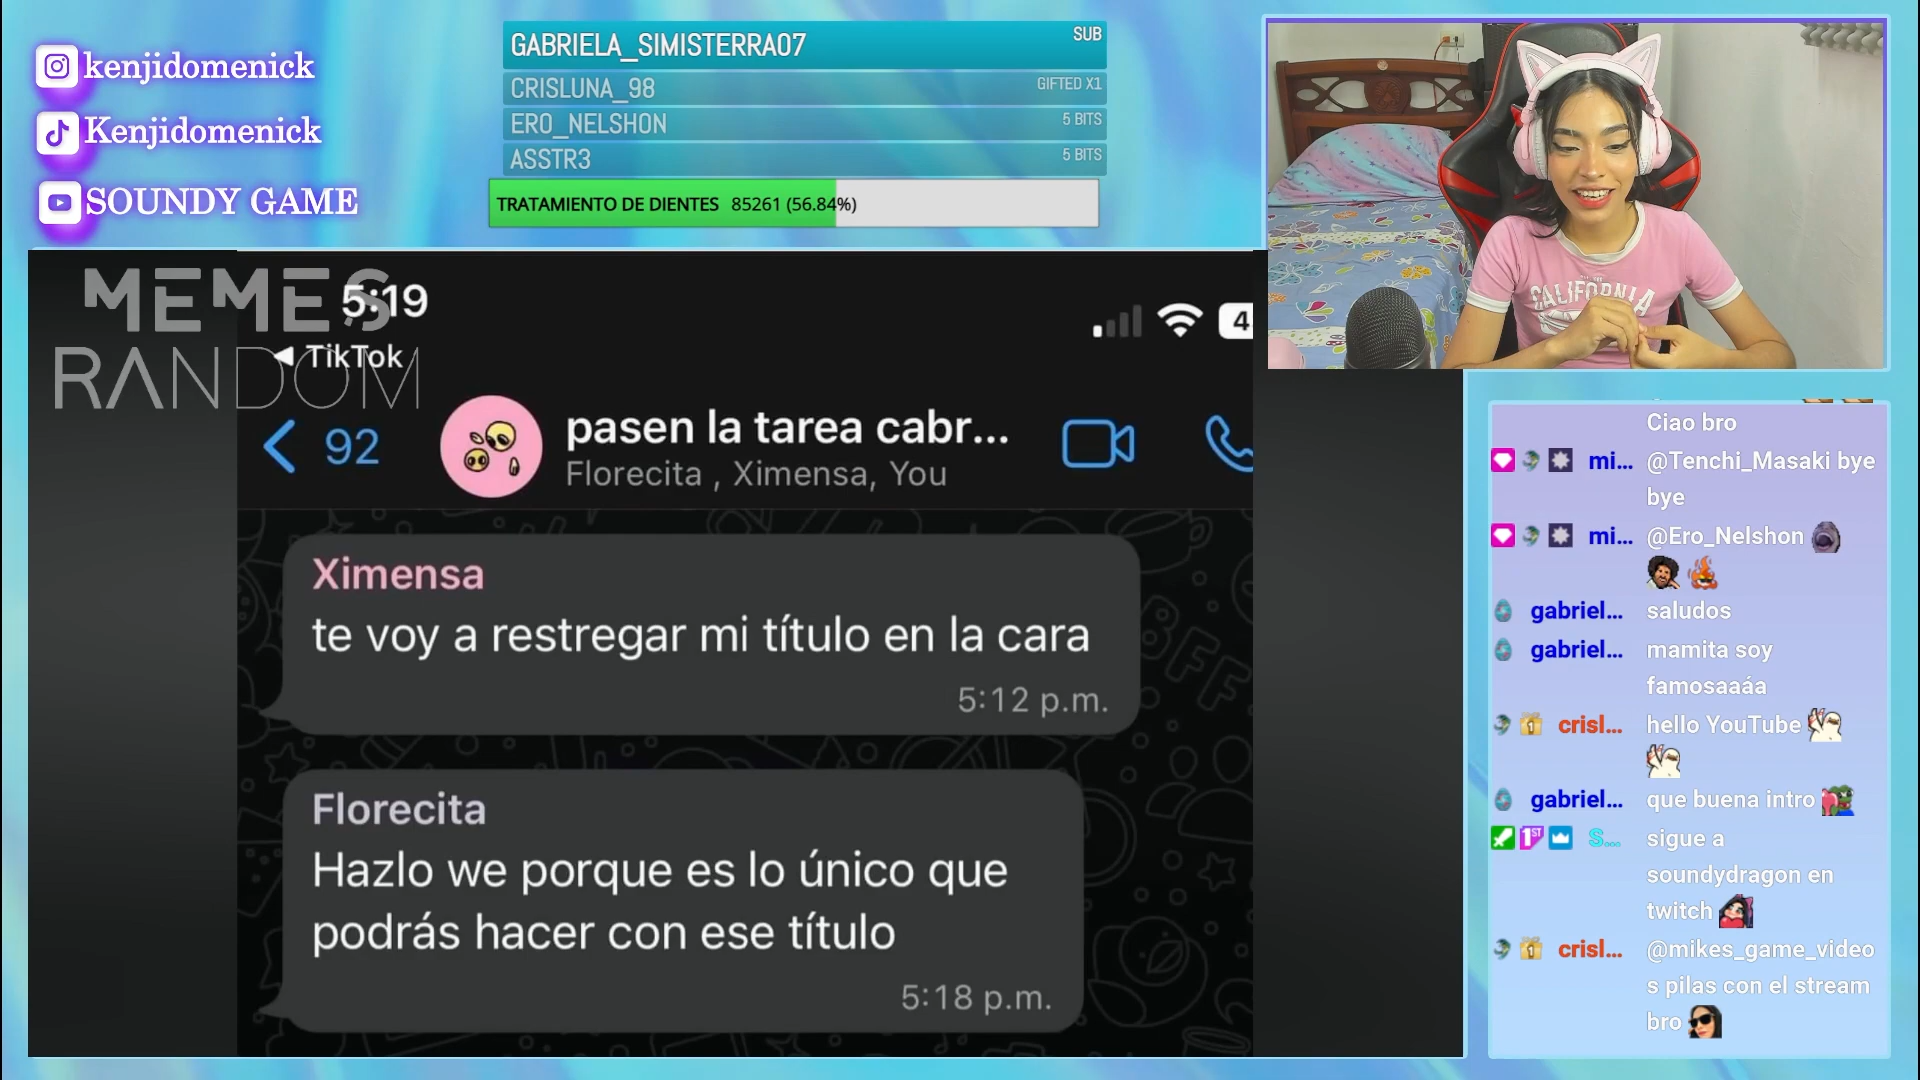 kenjidomenick
Kenjidomenick
SOUNDY GAME
GABRIELA_SIMISTERRA07 SUB
CRISLUNA_98 GIFTED X1
ERO_NELSHON 5 BITS
ASSTR3 5 BITS
TRATAMIENTO DE DIENTES 85261 (56.84%)
CALIFORNIA
MEMES
RANDOM
5:19
TikTok
4
92
pasen la tarea cabr...
Florecita , Ximensa, You
Ximensa
te voy a restregar mi título en la cara
5:12 p.m.
Florecita
Hazlo we porque es lo único que
podrás hacer con ese título
5:18 p.m.
Ciao bro
mi... @Tenchi_Masaki bye
bye
mi... @Ero_Nelshon
gabriel... saludos
gabriel... mamita soy
famosaaáa
crisl... hello YouTube
gabriel... que buena intro
S... sigue a
soundydragon en
twitch
crisl... @mikes_game_video
s pilas con el stream
bro